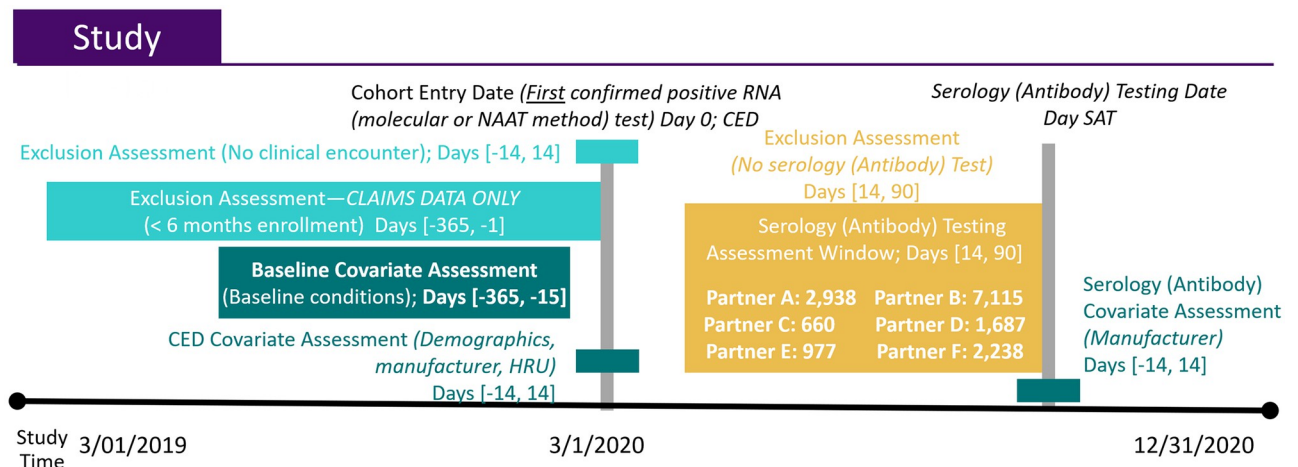 Study
Cohort Entry Date (First confirmed positive RNA
(molecular or NAAT method) test) Day 0; CED
Serology (Antibody) Testing Date
Day SAT
Exclusion Assessment (No clinical encounter); Days [-14, 14]
Exclusion Assessment
(No serology (Antibody) Test)
Days [14, 90]
Exclusion Assessment—CLAIMS DATA ONLY
(< 6 months enrollment) Days [-365, -1]
Serology (Antibody) Testing
Assessment Window; Days [14, 90]
Partner A: 2,938 Partner B: 7,115
Partner C: 660 Partner D: 1,687
Partner E: 977 Partner F: 2,238
Baseline Covariate Assessment
(Baseline conditions); Days [-365, -15]
CED Covariate Assessment (Demographics,
manufacturer, HRU)
Days [-14, 14]
Serology (Antibody)
Covariate Assessment
(Manufacturer)
Days [-14, 14]
Study
Time
3/01/2019
3/1/2020
12/31/2020